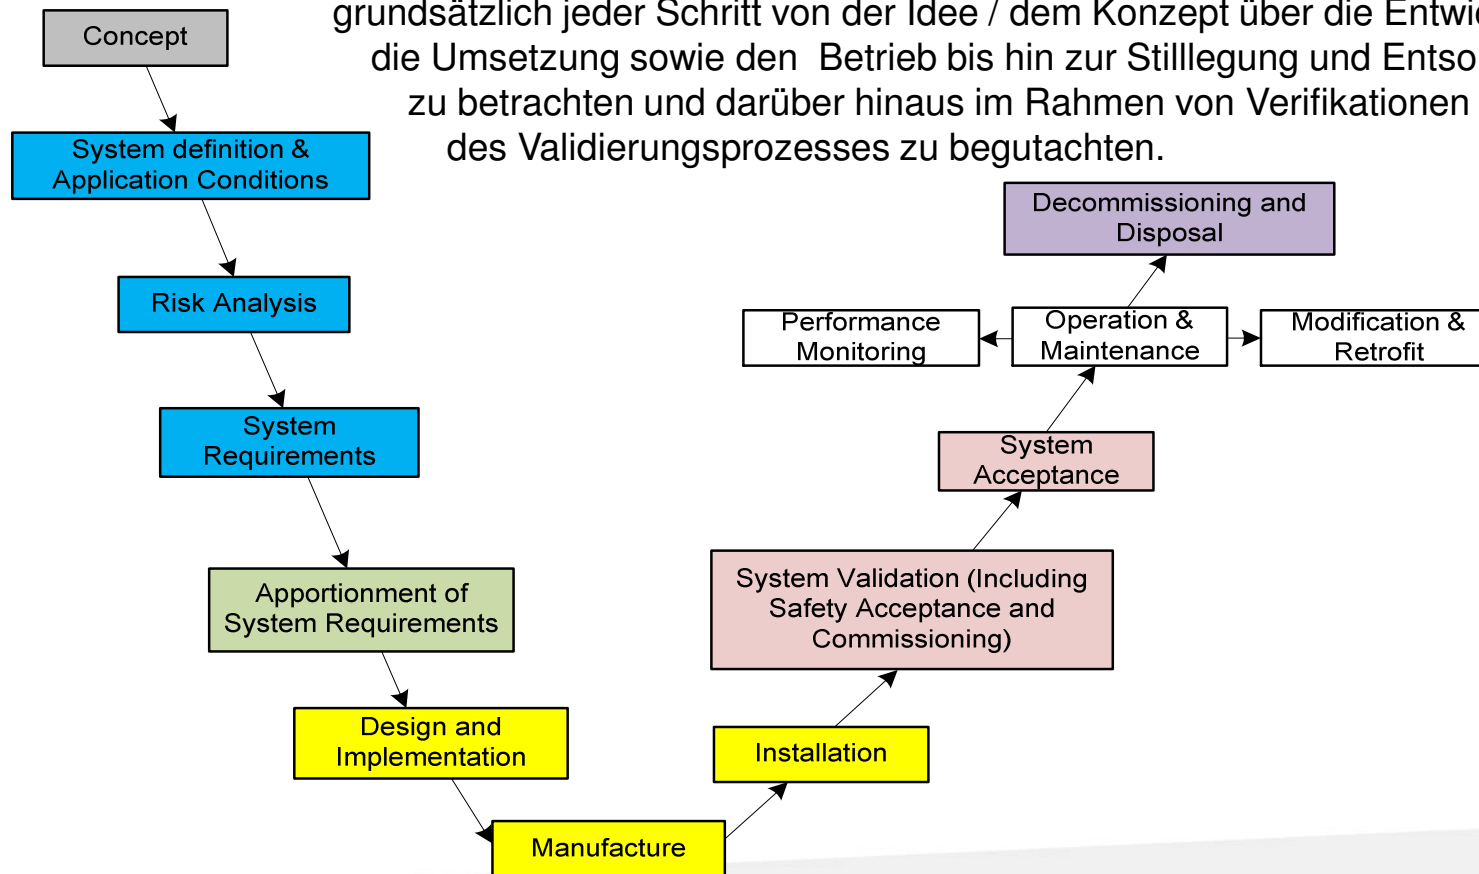 grundsätzlich jeder Schritt von der Idee / dem Konzept über die
die Umsetzung sowie den Betrieb bis hin zur Stilllegung und
zu betrachten und darüber hinaus im Rahmen von Verifikationen
des Validierungsprozesses zu begutachten.
Concept
System definition &
Application Conditions
Risk Analysis
System
Requirements
Apportionment of
System Requirements
Design and
Implementation
Manufacture
Installation
System Validation (Including
Safety Acceptance and
Commissioning)
System
Acceptance
Performance
Monitoring
Operation &
Maintenance
Modification &
Retrofit
Decommissioning and
Disposal